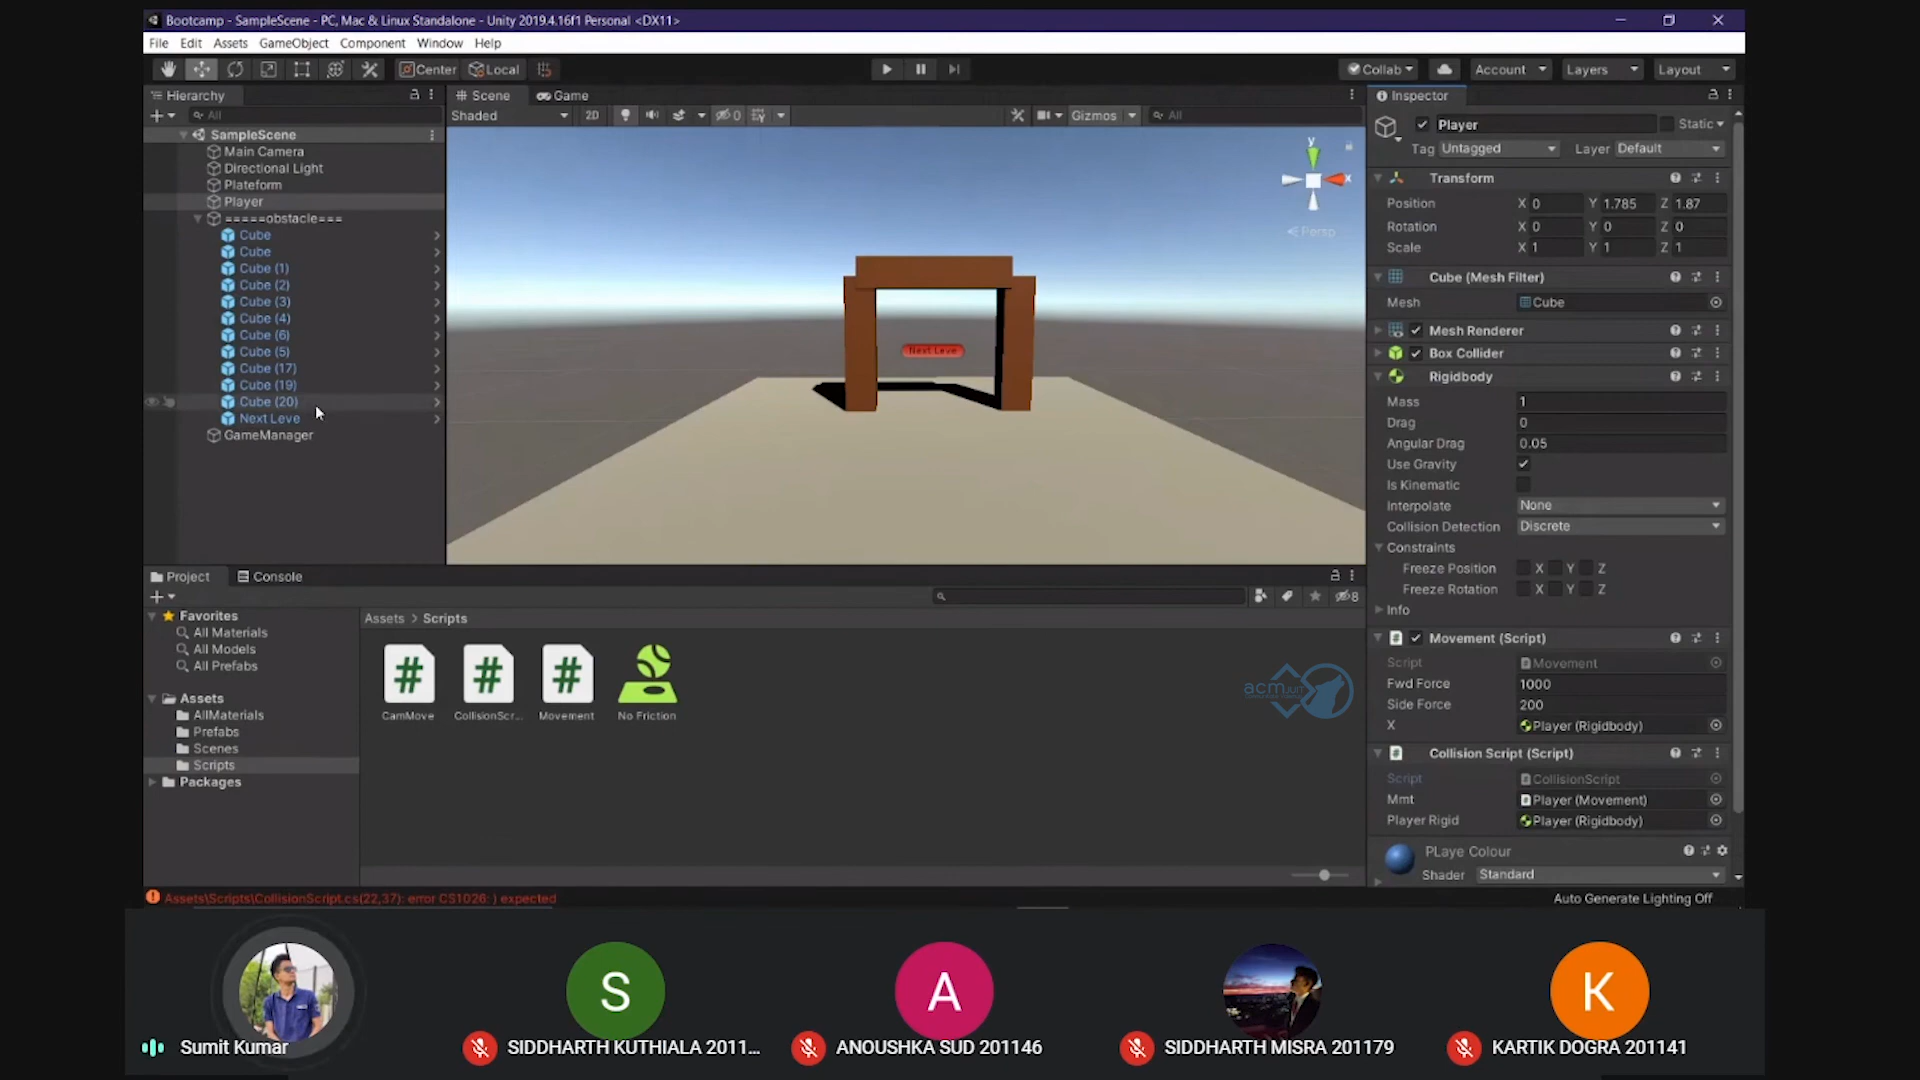 Bootcamp - SampleScene - PC, Mac & Linux Standalone - Unity 2019.4.16f1 Personal <DX11>
File Edit Assets GameObject Component Window Help
Center Local
Collab Account Layers Layout
Hierarchy
All
SampleScene
Main Camera
Directional Light
Plateform
Player
=====obstacle===
Cube
Cube
Cube (1)
Cube (2)
Cube (3)
Cube (4)
Cube (6)
Cube (5)
Cube (17)
Cube (19)
Cube (20)
Next Leve
GameManager
Scene Game
Shaded 2D 0 Gizmos All
y
x
Persp
Next Leve
Inspector
Player Static
Tag Untagged Layer Default
Transform
Position X 0 Y 1.785 Z 1.87
Rotation X 0 Y 0 Z 0
Scale X 1 Y 1 Z 1
Cube (Mesh Filter)
Mesh Cube
Mesh Renderer
Box Collider
Rigidbody
Mass 1
Drag 0
Angular Drag 0.05
Use Gravity
Is Kinematic
Interpolate None
Collision Detection Discrete
Constraints
Freeze Position X Y Z
Freeze Rotation X Y Z
Info
Movement (Script)
Script Movement
Fwd Force 1000
Side Force 200
X Player (Rigidbody)
Collision Script (Script)
Script CollisionScript
Mmt Player (Movement)
Player Rigid Player (Rigidbody)
PLaye Colour
Shader Standard
Project Console
8
Favorites
All Materials
All Models
All Prefabs
Assets
AllMaterials
Prefabs
Scenes
Scripts
Packages
Assets > Scripts
CamMove CollisionScr... Movement No Friction
acm JUIT
Assets\Scripts\CollisionScript.cs(22,37): error CS1026: ) expected
Auto Generate Lighting Off
S A K
Sumit Kumar
SIDDHARTH KUTHIALA 2011...
ANOUSHKA SUD 201146
SIDDHARTH MISRA 201179
KARTIK DOGRA 201141